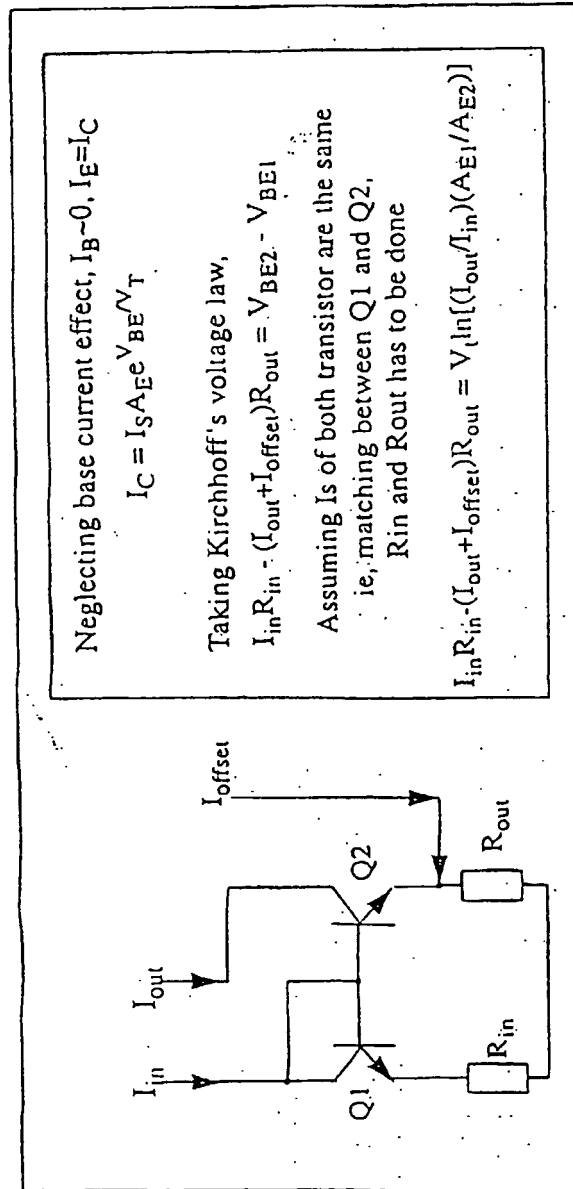 Neglecting base current effect, I_B~0, I_E=I_C
I_C = I_S A_E e^V_BE/V_T
Taking Kirchhoff's voltage law,
I_in R_in - (I_out+I_offset)R_out = V_BE2 - V_BE1
Assuming Is of both transistor are the same
ie, matching between Q1 and Q2,
Rin and Rout has to be done
I_in R_in-(I_out+I_offset)R_out = V_t ln[(I_out/I_in)(A_E1/A_E2)]
I_in
I_out
I_offset
Q1
Q2
R_in
R_out